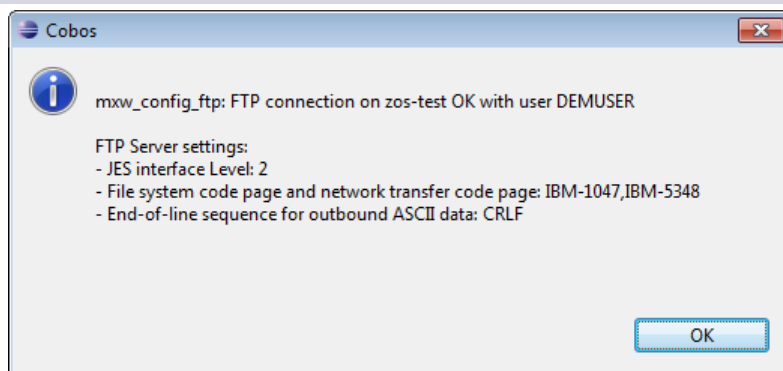 Cobos
mxw_config_ftp: FTP connection on zos-test OK with user DEMUSER
FTP Server settings:
- JES interface Level: 2
- File system code page and network transfer code page: IBM-1047,IBM-5348
- End-of-line sequence for outbound ASCII data: CRLF
OK